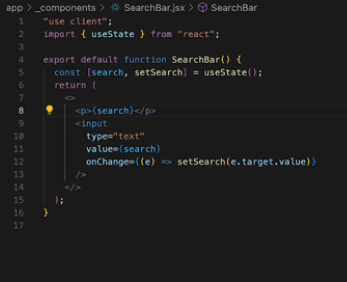 app > _components > SearchBar.jsx > SearchBar
1 "use client";
2 import { useState } from "react";
3
4 export default function SearchBar() {
5   const [search, setSearch] = useState();
6   return (
7     <>
8       <p>{search}</p>
9       <input
10         type="text"
11         value={search}
12         onChange={(e) => setSearch(e.target.value)}
13       />
14     </>
15   );
16 }
17